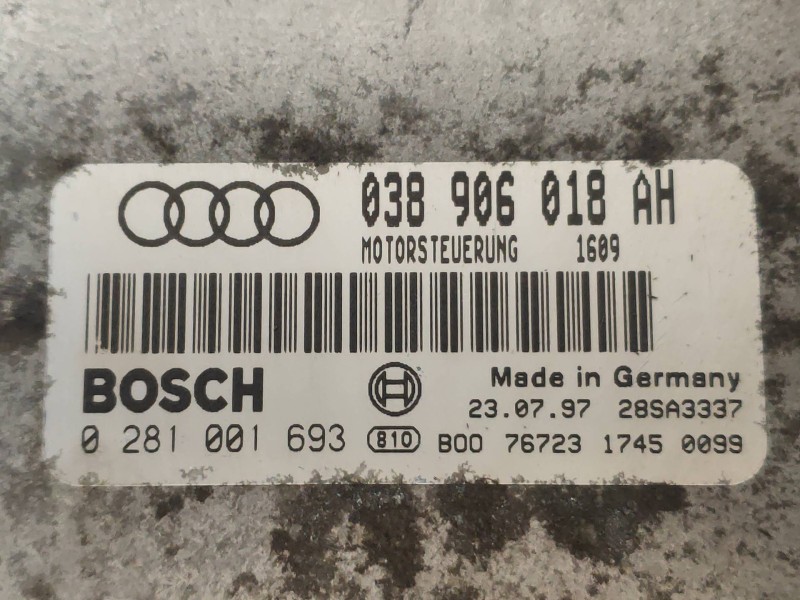 038 906 018 AH
MOTORSTEUERUNG 1609
BOSCH
Made in Germany
23.07.97 28SA3337
0 281 001 693 810 B00 76723 1745 0099